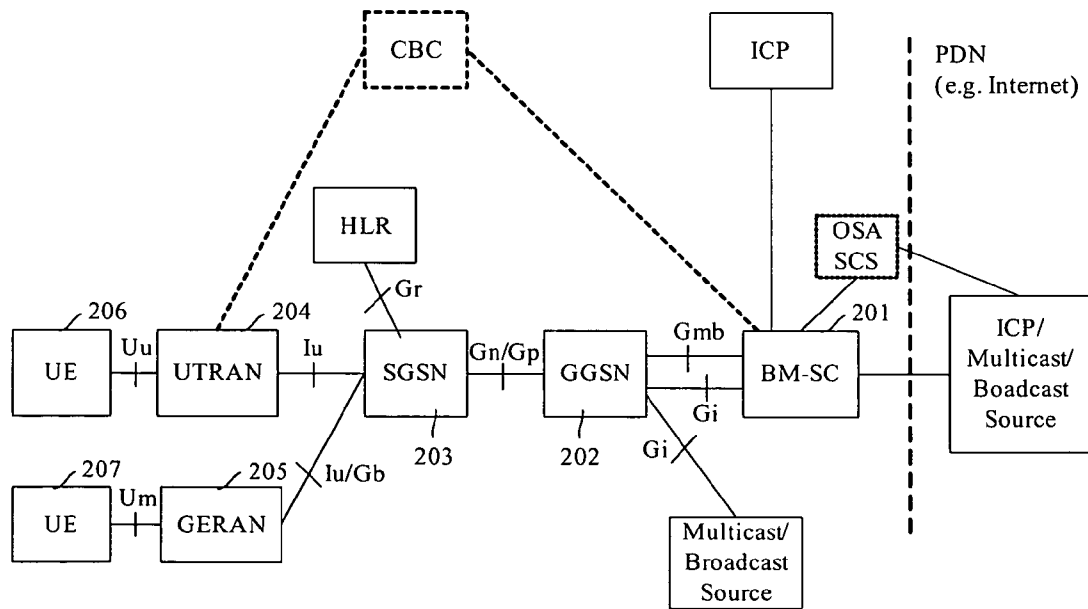 CBC
ICP
PDN
(e.g. Internet)
OSA
SCS
HLR
Gr
206
204
201
UE
Uu
UTRAN
Iu
SGSN
Gn/Gp
GGSN
Gmb
Gi
BM-SC
ICP/
Multicast/
Boadcast
Source
203
202
Gi
207
205
Iu/Gb
UE
Um
GERAN
Multicast/
Broadcast
Source